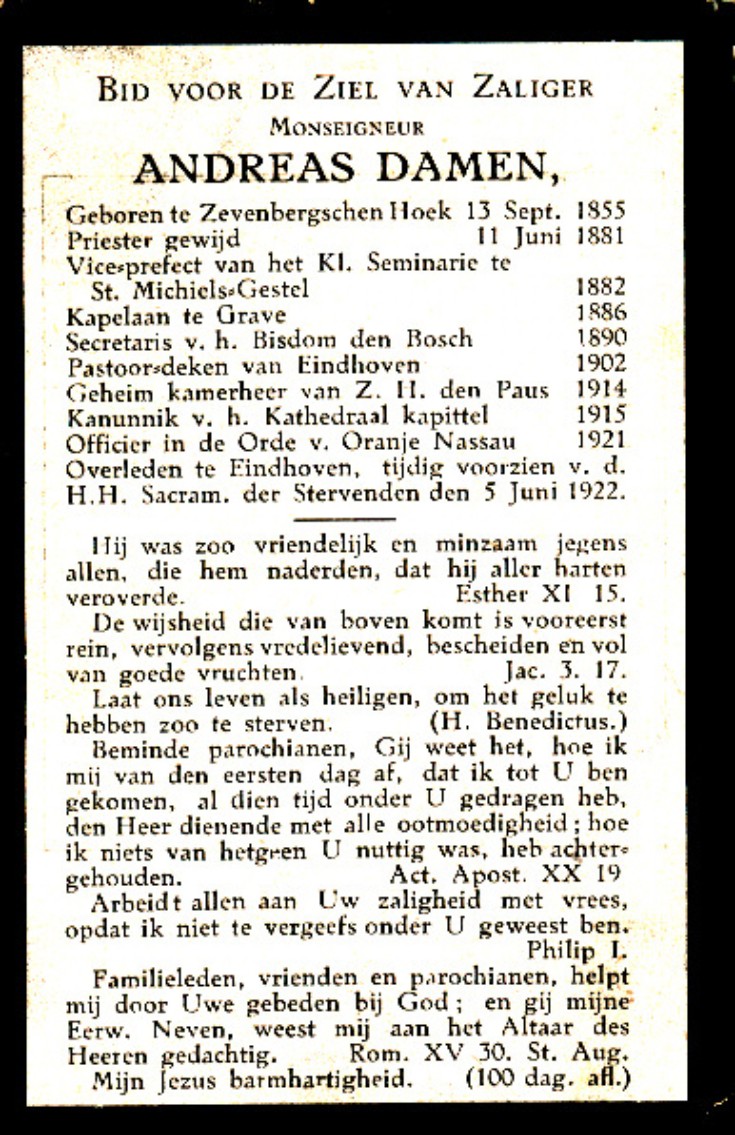 BID VOOR DE ZIEL VAN ZALIGER
MONSEIGNEUR
ANDREAS DAMEN,
Geboren te Zevenbergschen Hoek 13 Sept. 1855
Priester gewijd 11 Juni 1881
Vice-prefect van het Kl. Seminarie te
St. Michiels-Gestel 1882
Kapelaan te Grave 1886
Secretaris v. h. Bisdom den Bosch 1890
Pastoor-deken van Eindhoven 1902
Geheim kamerheer van Z. H. den Paus 1914
Kanunnik v. h. Kathedraal kapittel 1915
Officier in de Orde v. Oranje Nassau 1921
Overleden te Eindhoven, tijdig voorzien v. d.
H.H. Sacram. der Stervenden den 5 Juni 1922.
Hij was zoo vriendelijk en minzaam jegens
allen, die hem naderden, dat hij aller harten
veroverde. Esther XI 15.
De wijsheid die van boven komt is vooreerst
rein, vervolgens vredelievend, bescheiden en vol
van goede vruchten. Jac. 3. 17.
Laat ons leven als heiligen, om het geluk te
hebben zoo te sterven. (H. Benedictus.)
Beminde parochianen, Gij weet het, hoe ik
mij van den eersten dag af, dat ik tot U ben
gekomen, al dien tijd onder U gedragen heb,
den Heer dienende met alle ootmoedigheid; hoe
ik niets van hetgeen U nuttig was, heb achter-
gehouden. Act. Apost. XX 19
Arbeidt allen aan Uw zaligheid met vrees,
opdat ik niet te vergeefs onder U geweest ben.
Philip I.
Familieleden, vrienden en parochianen, helpt
mij door Uwe gebeden bij God; en gij mijne
Eerw. Neven, weest mij aan het Altaar des
Heeren gedachtig. Rom. XV 30. St. Aug.
Mijn Jezus barmhartigheid. (100 dag. afl.)